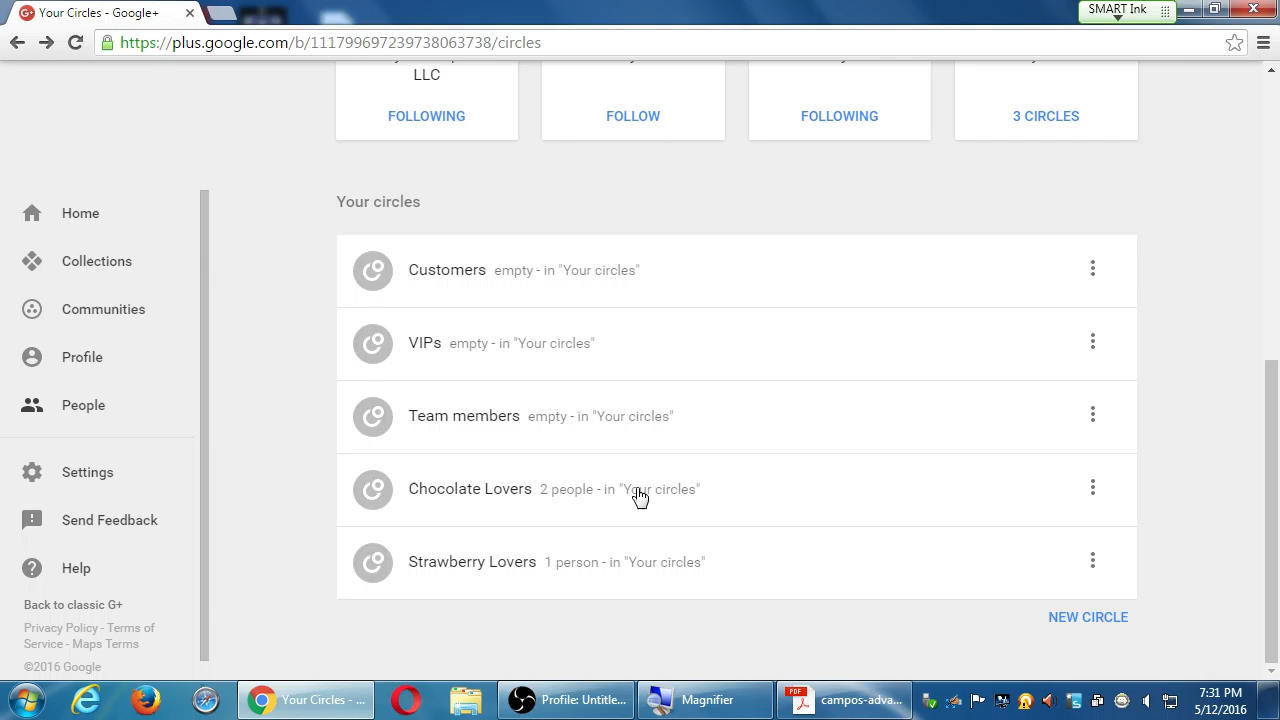 Your Circles - Google+
SMART Ink
https://plus.google.com/b/111799697239738063738/circles
LLC
FOLLOWING
FOLLOW
FOLLOWING
3 CIRCLES
Your circles
Home
Collections
Communities
Profile
People
Settings
Send Feedback
Help
Back to classic G+
Privacy Policy - Terms of
Service - Maps Terms
©2016 Google
Customers empty - in "Your circles"
VIPs empty - in "Your circles"
Team members empty - in "Your circles"
Chocolate Lovers 2 people - in "Your circles"
Strawberry Lovers 1 person - in "Your circles"
NEW CIRCLE
Your Circles - ...
Profile: Untitle...
Magnifier
PDF
campos-adva...
7:31 PM
5/12/2016